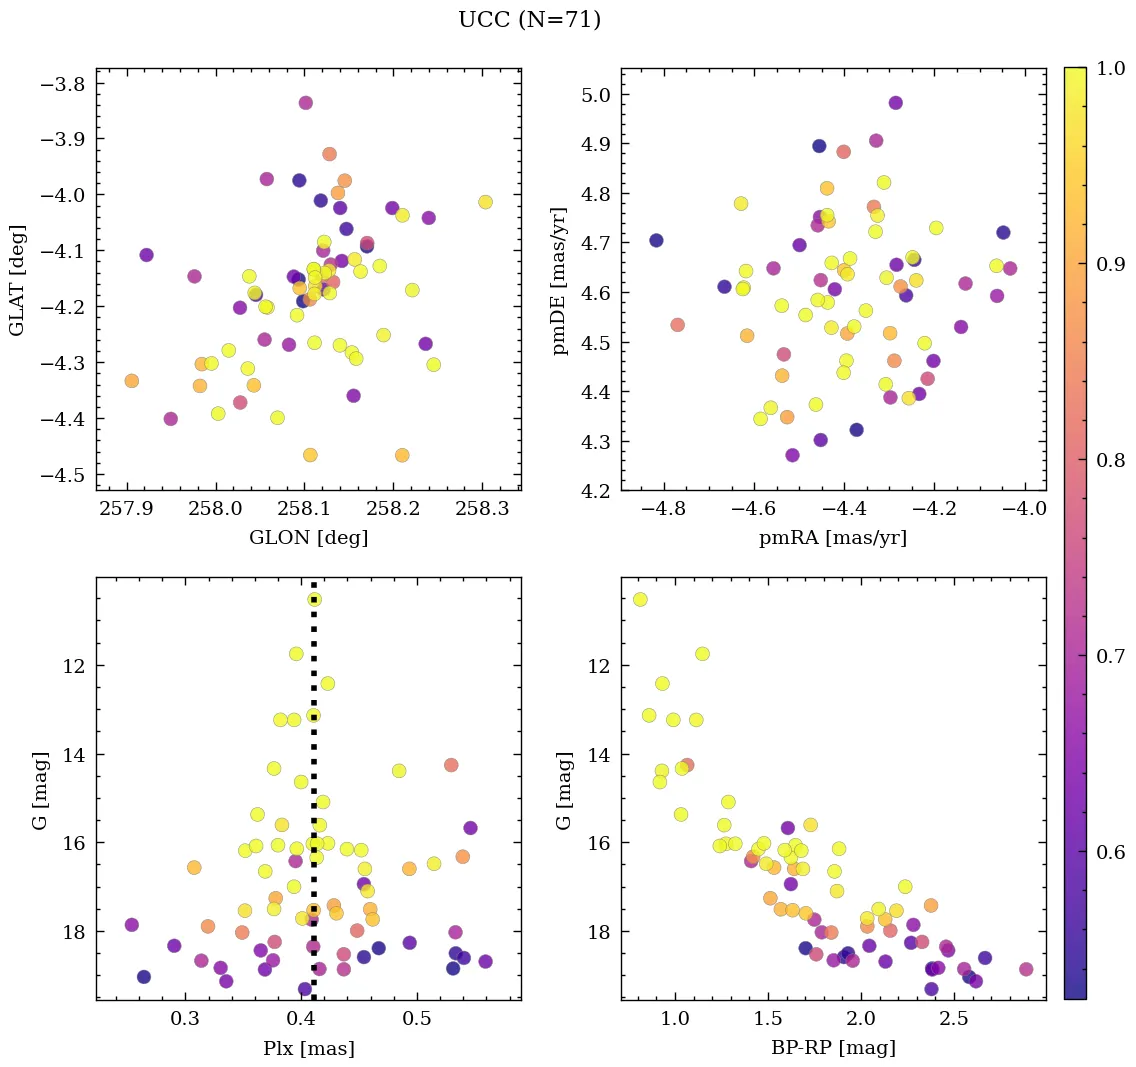 UCC (N=71)
−3.8
−3.9
−4.0
−4.1
−4.2
−4.3
−4.4
−4.5
GLAT [deg]
257.9 258.0 258.1 258.2 258.3
GLON [deg]
5.0
4.9
4.8
4.7
4.6
4.5
4.4
4.3
4.2
pmDE [mas/yr]
−4.8 −4.6 −4.4 −4.2 −4.0
pmRA [mas/yr]
12
14
16
18
G [mag]
0.3 0.4 0.5
Plx [mas]
12
14
16
18
G [mag]
1.0 1.5 2.0 2.5
BP-RP [mag]
1.0
0.9
0.8
0.7
0.6